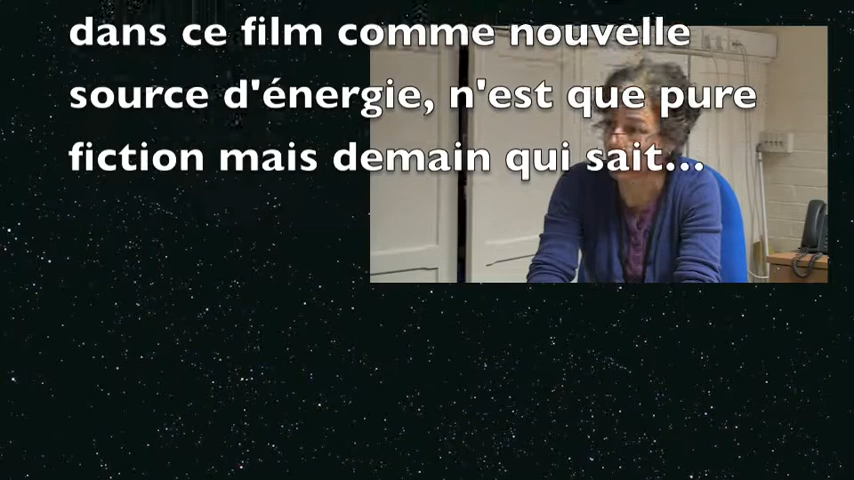 dans ce film comme nouvelle
source d'énergie, n'est que pure
fiction mais demain qui sait...